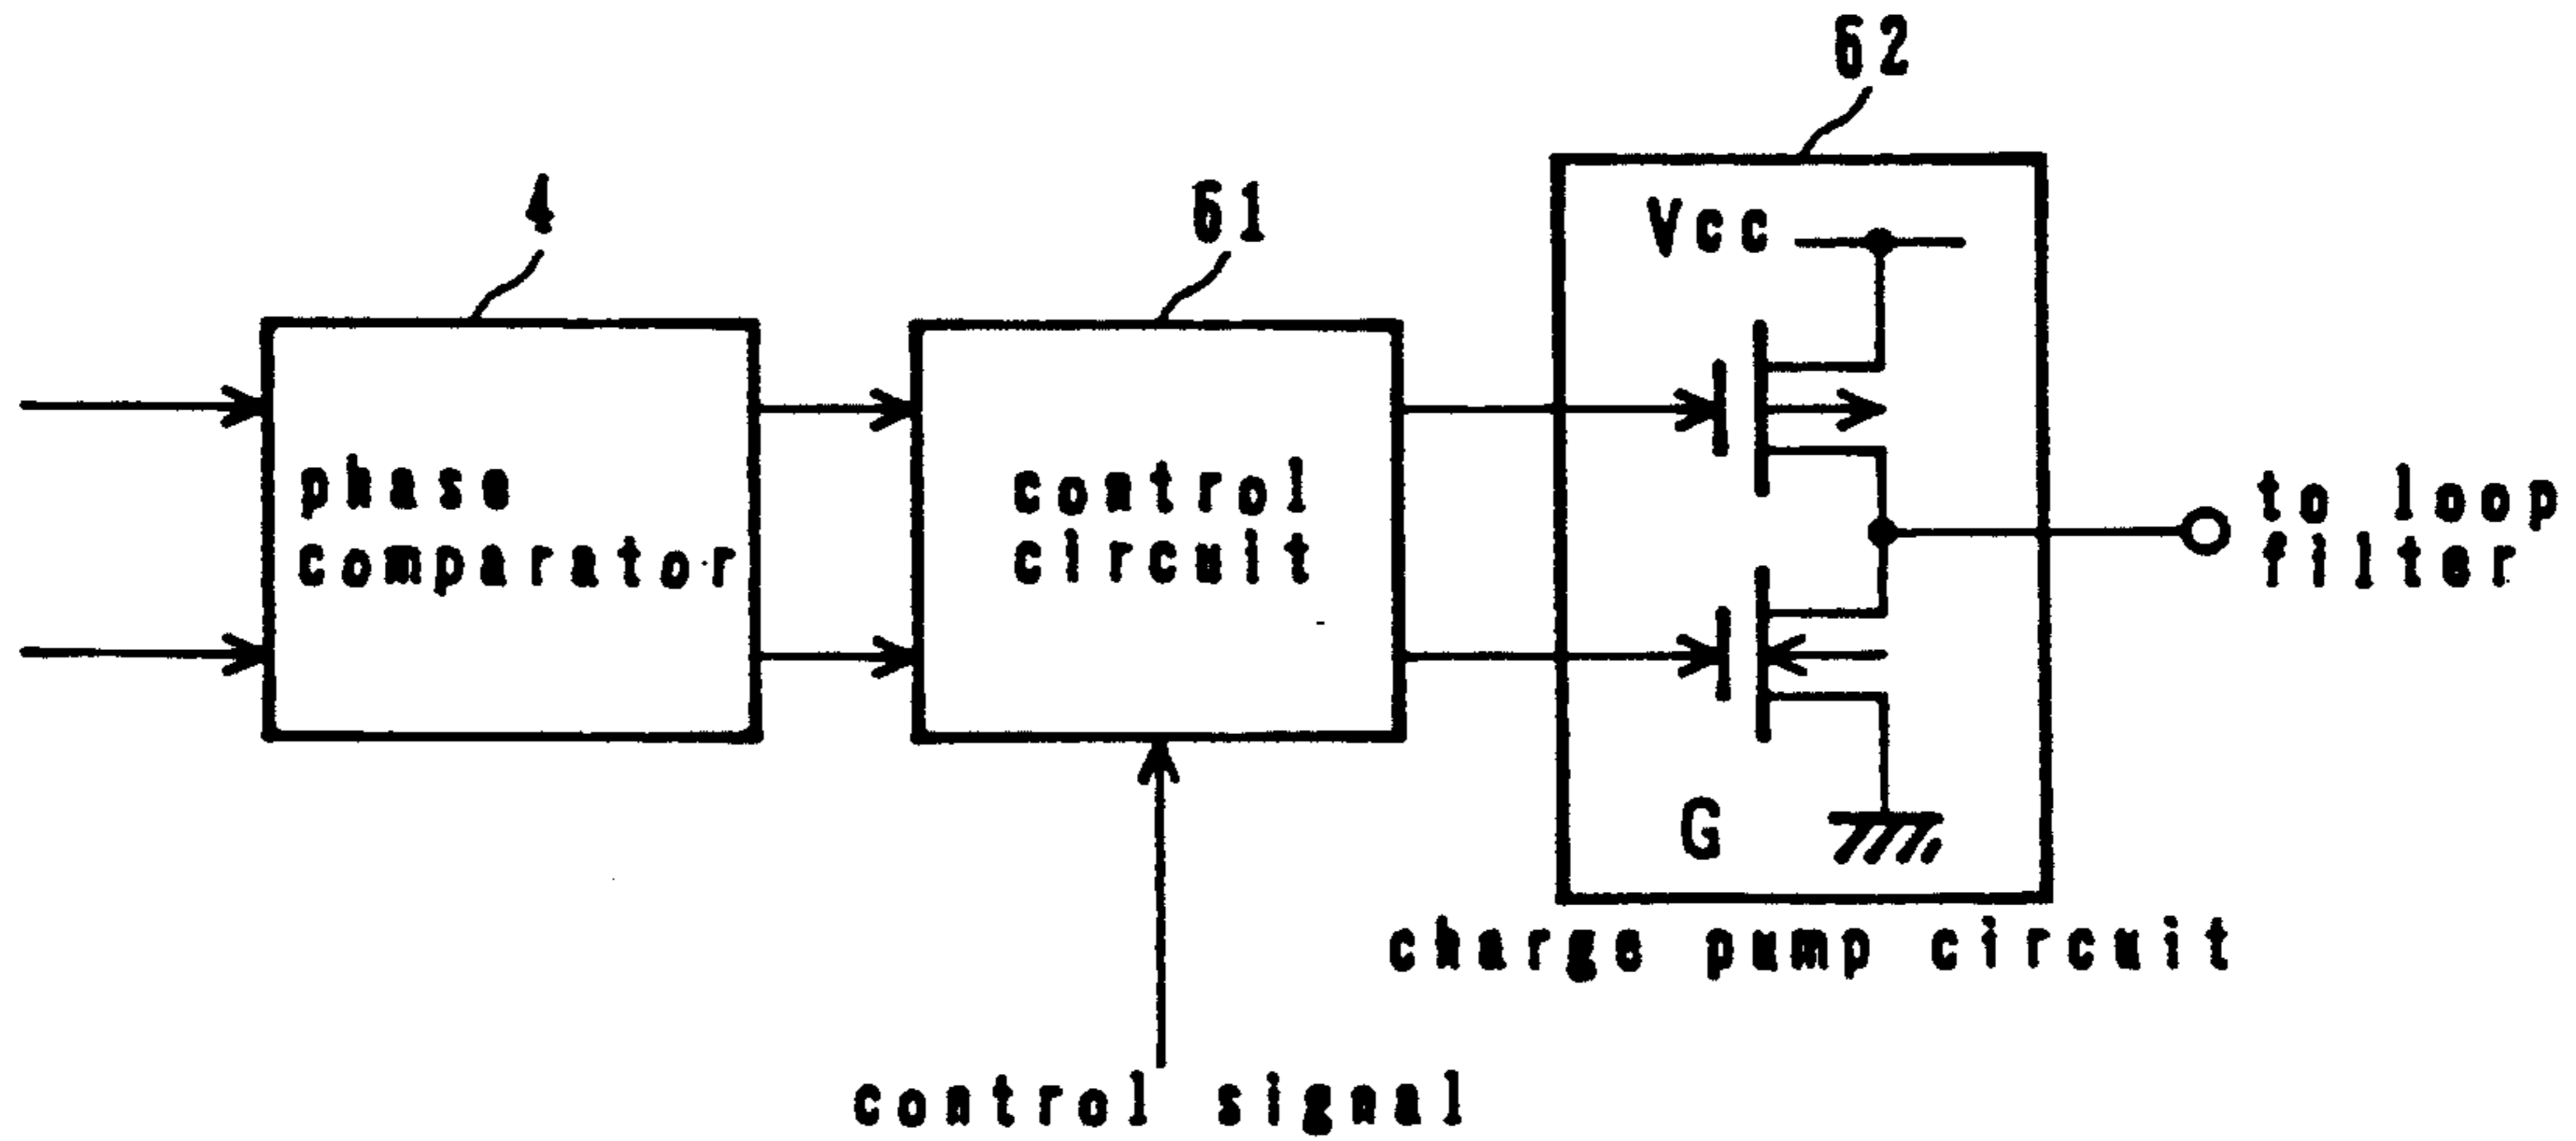 62
4
61
Vcc
phase
comparator
control
circuit
to loop
filter
G
charge pump circuit
control signal